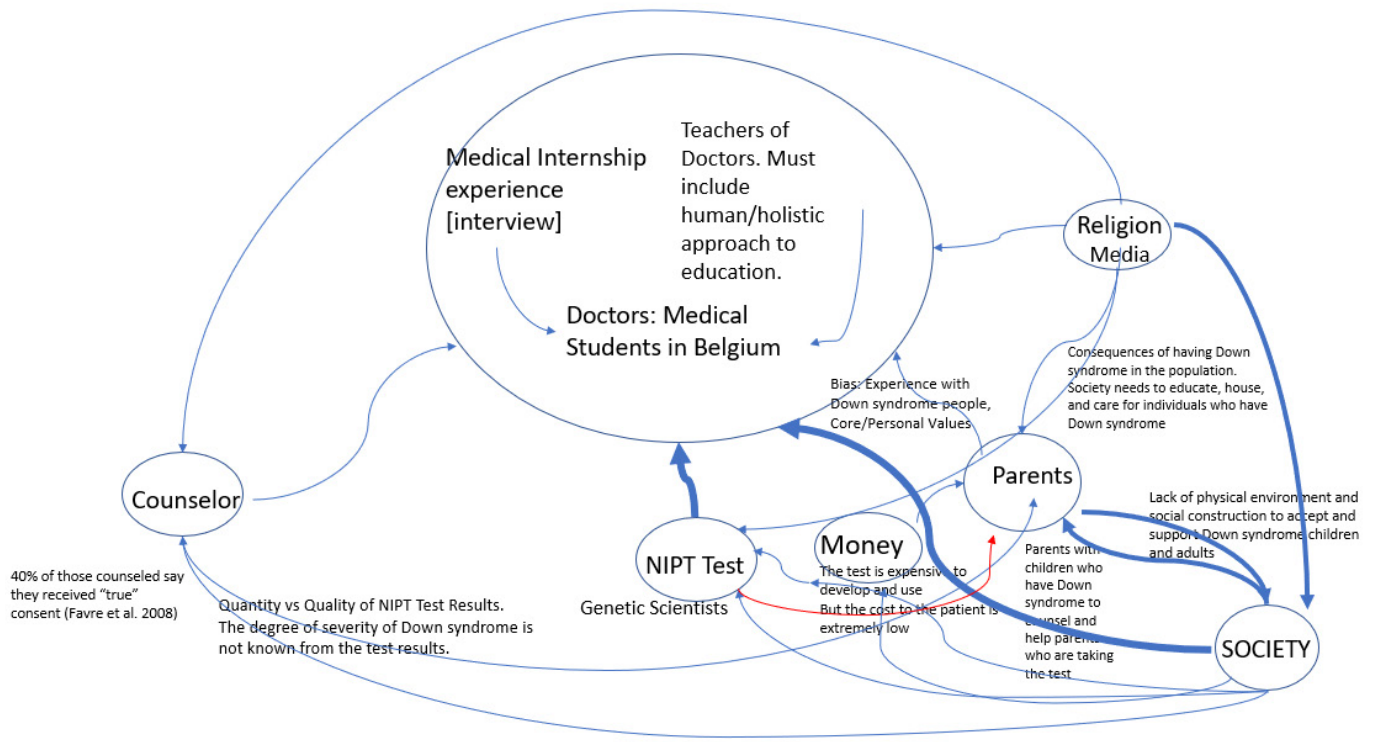 Medical Internship
experience
[interview]
Teachers of
Doctors. Must
include
human/holistic
approach to
education.
Doctors: Medical
Students in Belgium
Religion
Media
Consequences of having Down
syndrome in the population.
Society needs to educate, house,
and care for individuals who have
Down syndrome
Bias: Experience with
Down syndrome people,
Core/Personal Values
Parents
Counselor
Lack of physical environment and
social construction to accept and
support Down syndrome children
and adults
NIPT Test
Genetic Scientists
Money
The test is expensive to
develop and use
But the cost to the patient is
extremely low
Parents with
children who
have Down
syndrome to
counsel and
help parents
who are taking
the test
40% of those counseled say
they received “true”
consent (Favre et al. 2008)
Quantity vs Quality of NIPT Test Results.
The degree of severity of Down syndrome is
not known from the test results.
SOCIETY